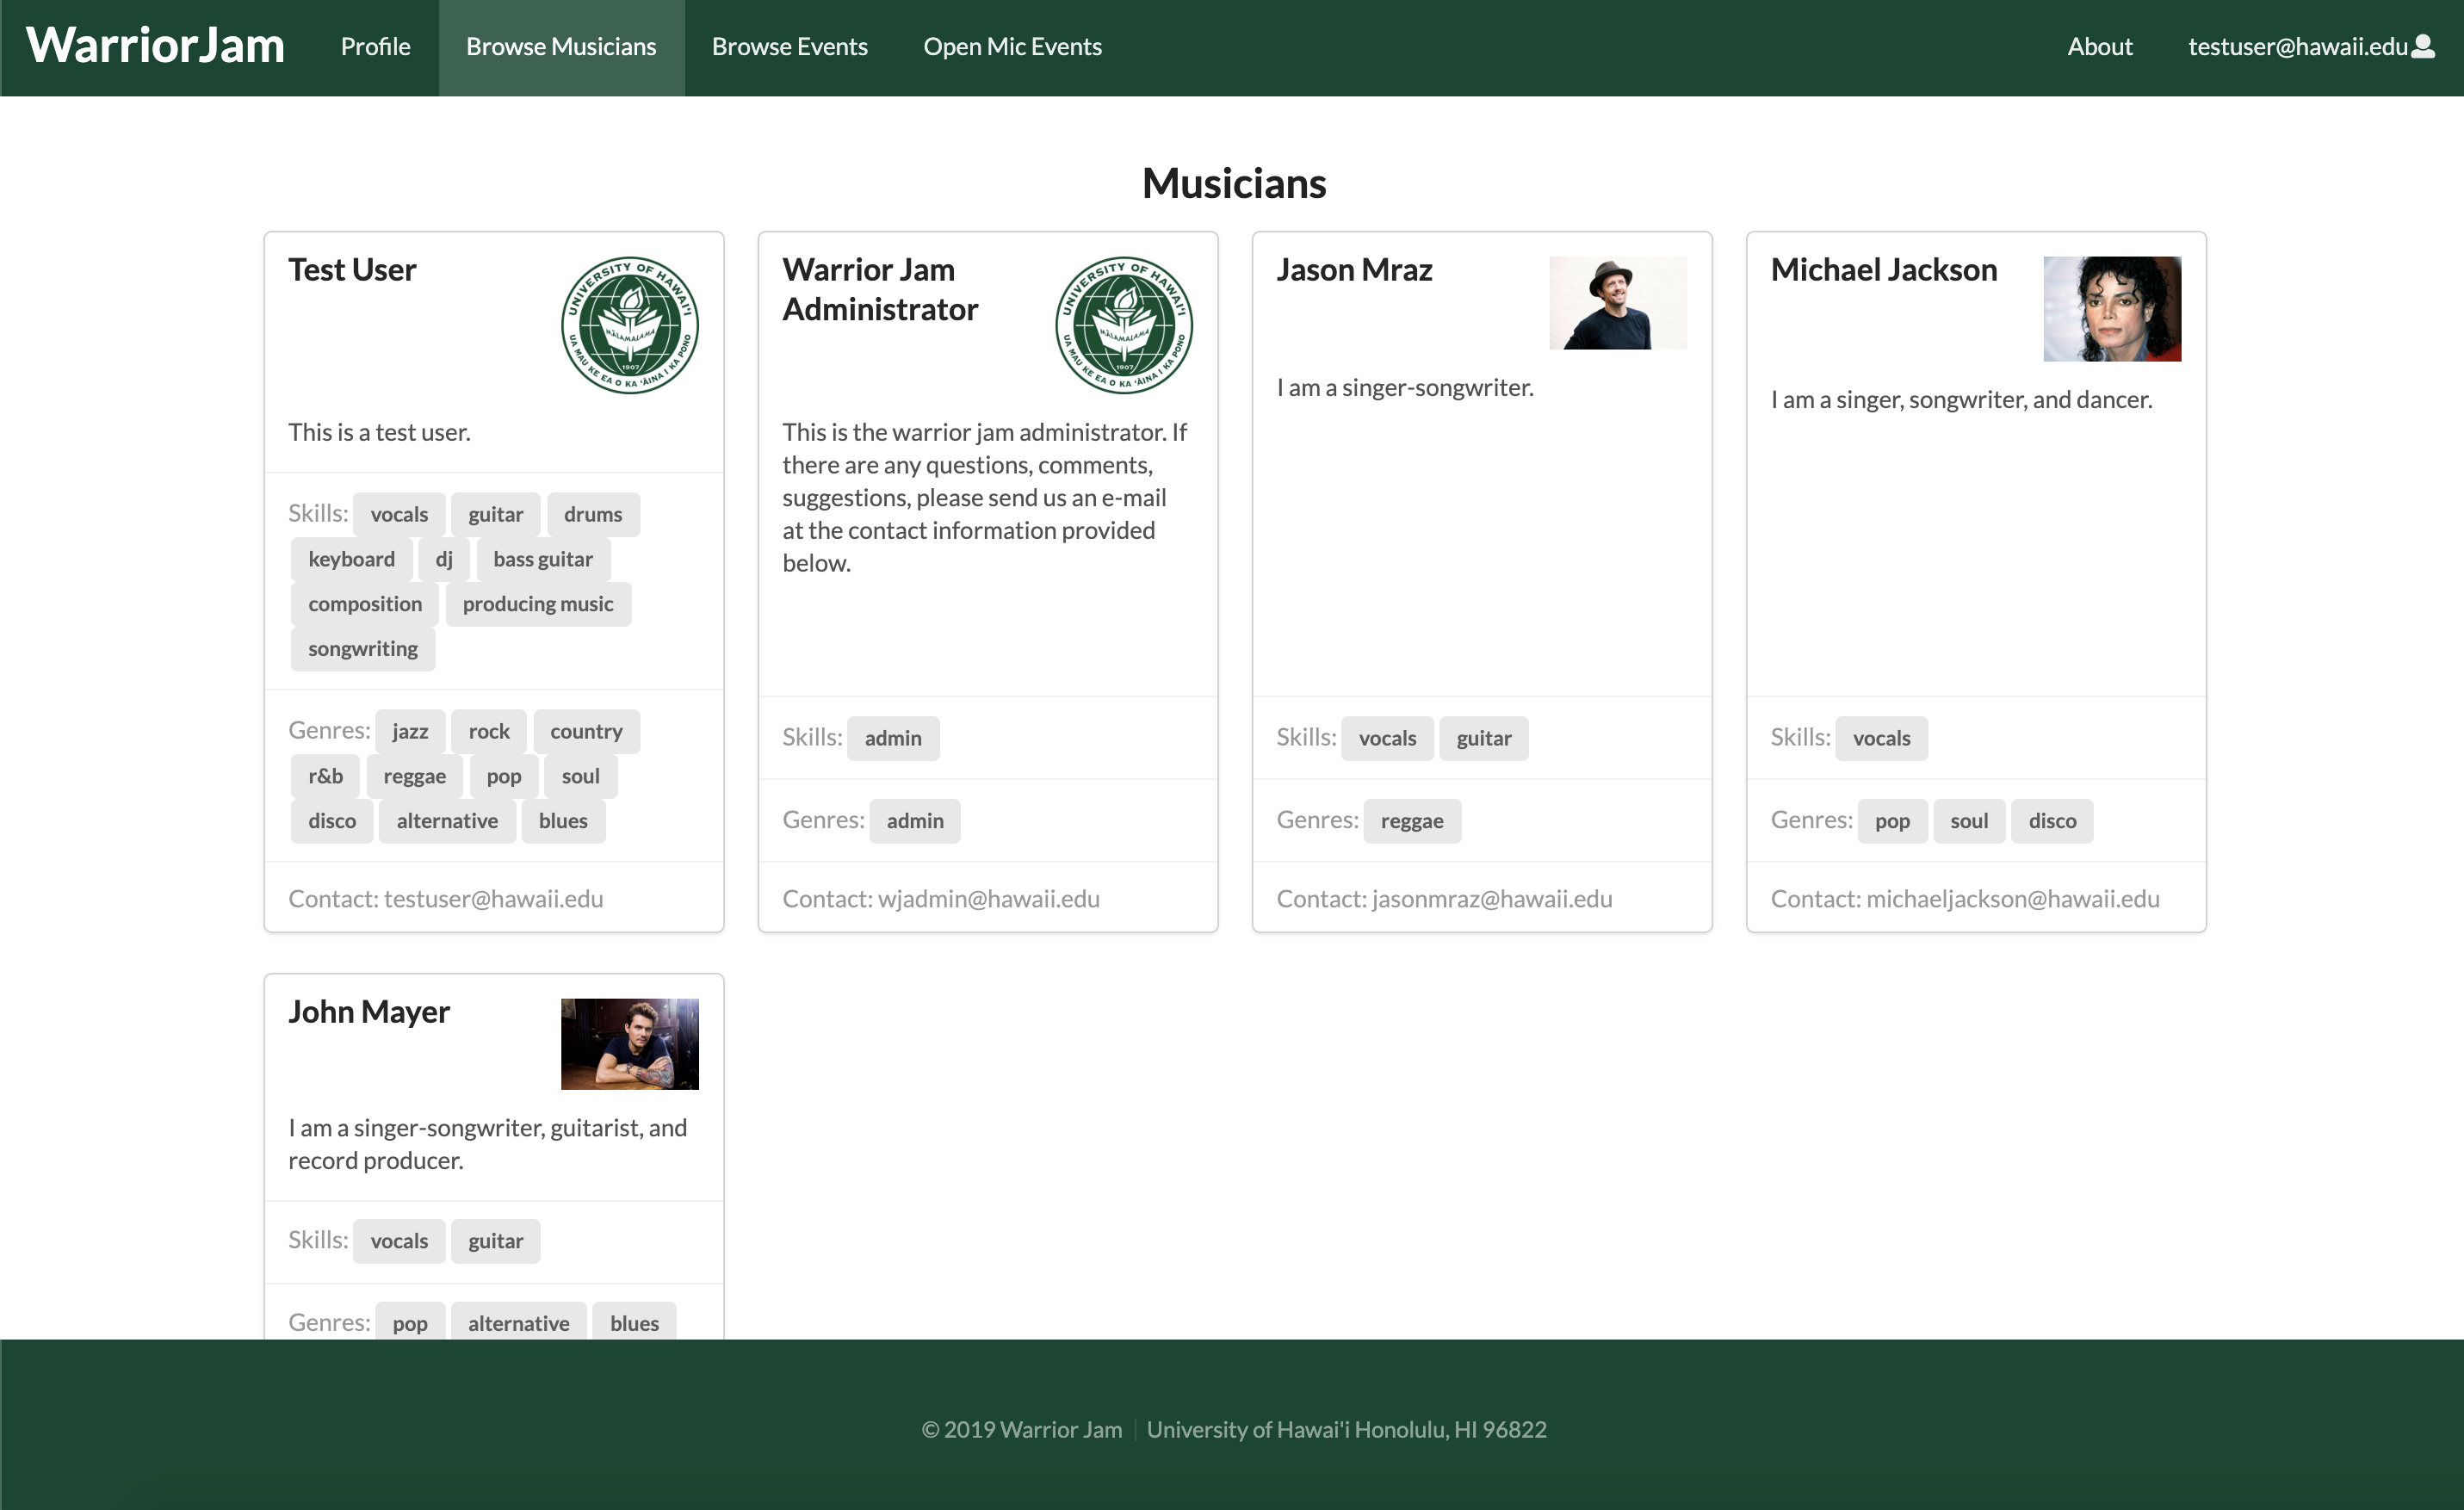 WarriorJam
Profile
Browse Musicians
Browse Events
Open Mic Events
About
testuser@hawaii.edu
Musicians
Test User
UNIVERSITY OF HAWAI'I
MĀLAMALAMA
1907
UA MAU KE EA O KA ʻĀINA I KA PONO
This is a test user.
Skills: vocals guitar drums
keyboard dj bass guitar
composition producing music
songwriting
Genres: jazz rock country
r&b reggae pop soul
disco alternative blues
Contact: testuser@hawaii.edu
Warrior Jam
Administrator
UNIVERSITY OF HAWAI'I
MĀLAMALAMA
1907
UA MAU KE EA O KA ʻĀINA I KA PONO
This is the warrior jam administrator. If
there are any questions, comments,
suggestions, please send us an e-mail
at the contact information provided
below.
Skills: admin
Genres: admin
Contact: wjadmin@hawaii.edu
Jason Mraz
I am a singer-songwriter.
Skills: vocals guitar
Genres: reggae
Contact: jasonmraz@hawaii.edu
Michael Jackson
I am a singer, songwriter, and dancer.
Skills: vocals
Genres: pop soul disco
Contact: michaeljackson@hawaii.edu
John Mayer
I am a singer-songwriter, guitarist, and
record producer.
Skills: vocals guitar
Genres: pop alternative blues
© 2019 Warrior Jam
University of Hawai'i Honolulu, HI 96822